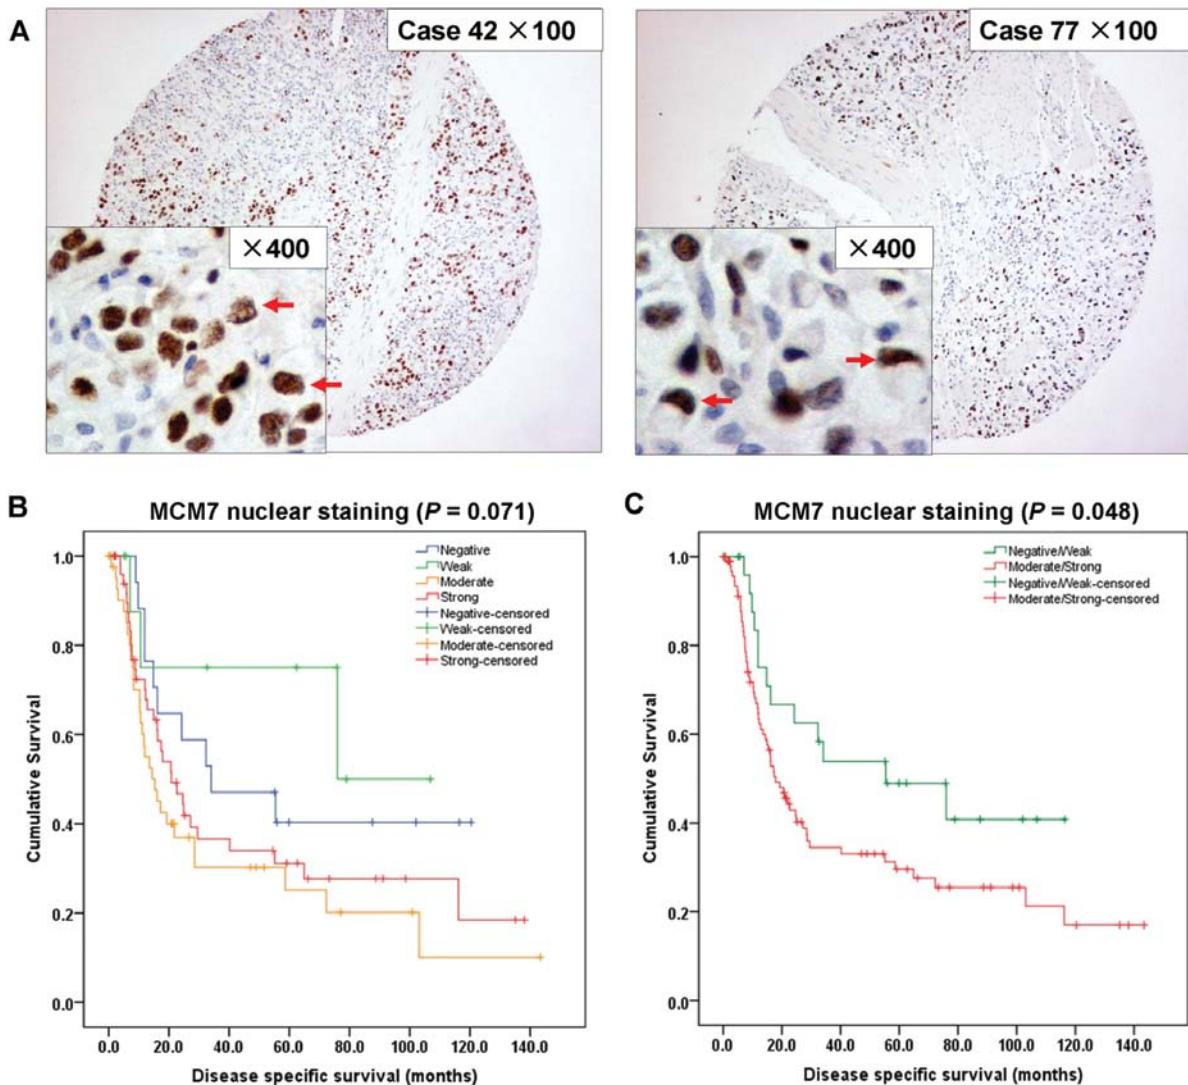 A
Case 42 ×100
Case 77 ×100
×400
×400
B
MCM7 nuclear staining (P = 0.071)
Negative
Weak
Moderate
Strong
Negative-censored
Weak-censored
Moderate-censored
Strong-censored
Cumulative Survival
1.0
0.8
0.6
0.4
0.2
0.0
0.0 20.0 40.0 60.0 80.0 100.0 120.0 140.0
Disease specific survival (months)
C
MCM7 nuclear staining (P = 0.048)
Negative/Weak
Moderate/Strong
Negative/Weak-censored
Moderate/Strong-censored
Cumulative Survival
1.0
0.8
0.6
0.4
0.2
0.0
0.0 20.0 40.0 60.0 80.0 100.0 120.0 140.0
Disease specific survival (months)